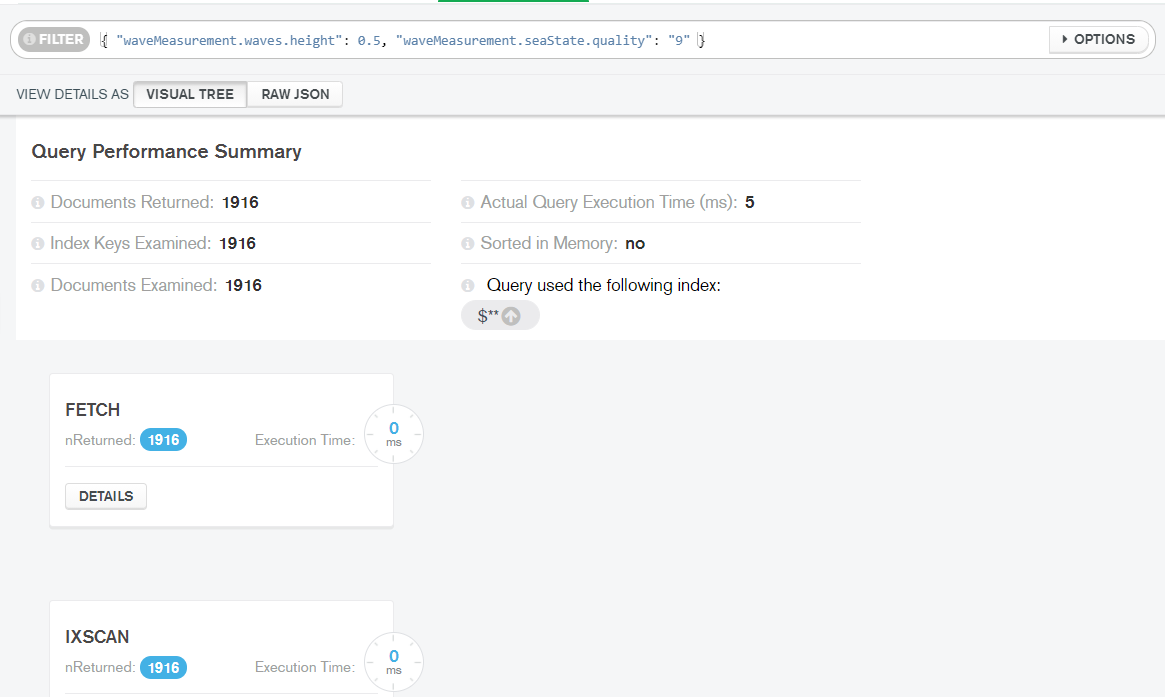 FILTER { "waveMeasurement.waves.height": 0.5, "waveMeasurement.seaState.quality": "9" } OPTIONS
VIEW DETAILS AS VISUAL TREE RAW JSON
Query Performance Summary
Documents Returned: 1916
Actual Query Execution Time (ms): 5
Index Keys Examined: 1916
Sorted in Memory: no
Documents Examined: 1916
Query used the following index:
$**
FETCH
nReturned: 1916 Execution Time: 0 ms
DETAILS
IXSCAN
nReturned: 1916 Execution Time: 0 ms